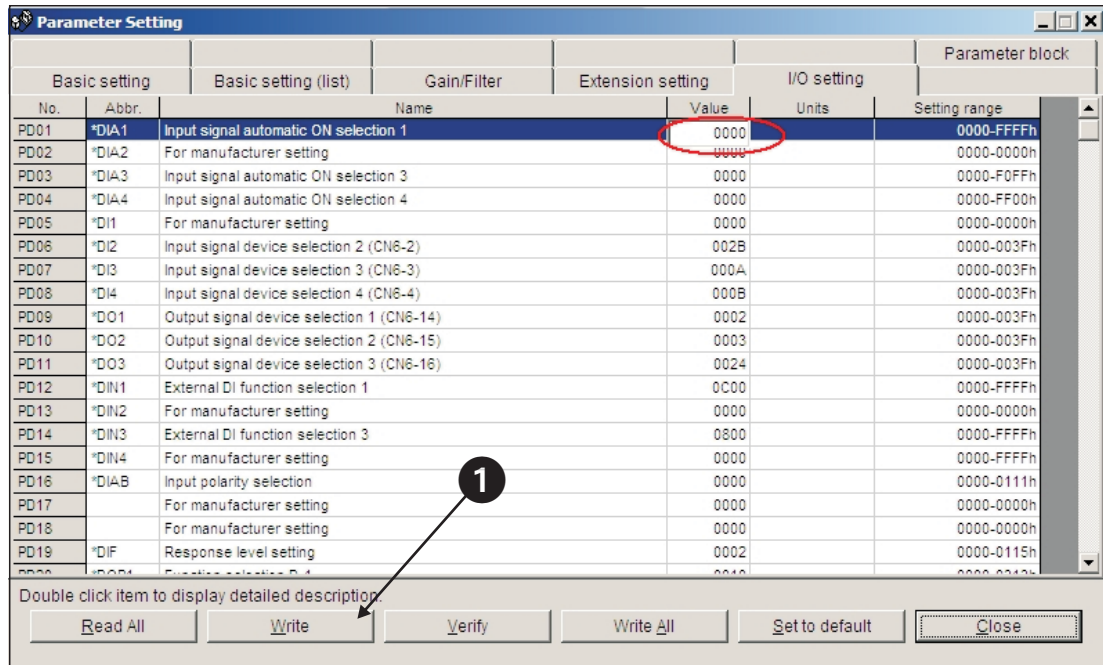 Parameter Setting
Parameter block
Basic setting Basic setting (list) Gain/Filter Extension setting I/O setting
No. Abbr. Name Value Units Setting range
PD01 *DIA1 Input signal automatic ON selection 1 0000 0000-FFFFh
PD02 *DIA2 For manufacturer setting 0000 0000-0000h
PD03 *DIA3 Input signal automatic ON selection 3 0000 0000-F0FFh
PD04 *DIA4 Input signal automatic ON selection 4 0000 0000-FF00h
PD05 *DI1 For manufacturer setting 0000 0000-0000h
PD06 *DI2 Input signal device selection 2 (CN6-2) 002B 0000-003Fh
PD07 *DI3 Input signal device selection 3 (CN6-3) 000A 0000-003Fh
PD08 *DI4 Input signal device selection 4 (CN6-4) 000B 0000-003Fh
PD09 *DO1 Output signal device selection 1 (CN6-14) 0002 0000-003Fh
PD10 *DO2 Output signal device selection 2 (CN6-15) 0003 0000-003Fh
PD11 *DO3 Output signal device selection 3 (CN6-16) 0024 0000-003Fh
PD12 *DIN1 External DI function selection 1 0C00 0000-FFFFh
PD13 *DIN2 For manufacturer setting 0000 0000-0000h
PD14 *DIN3 External DI function selection 3 0800 0000-FFFFh
PD15 *DIN4 For manufacturer setting 0000 0000-FFFFh
PD16 *DIAB Input polarity selection 0000 0000-0111h
1
PD17 For manufacturer setting 0000 0000-0000h
PD18 For manufacturer setting 0000 0000-0000h
PD19 *DIF Response level setting 0002 0000-0115h
Double click item to display detailed description.
Read All Write Verify Write All Set to default Close